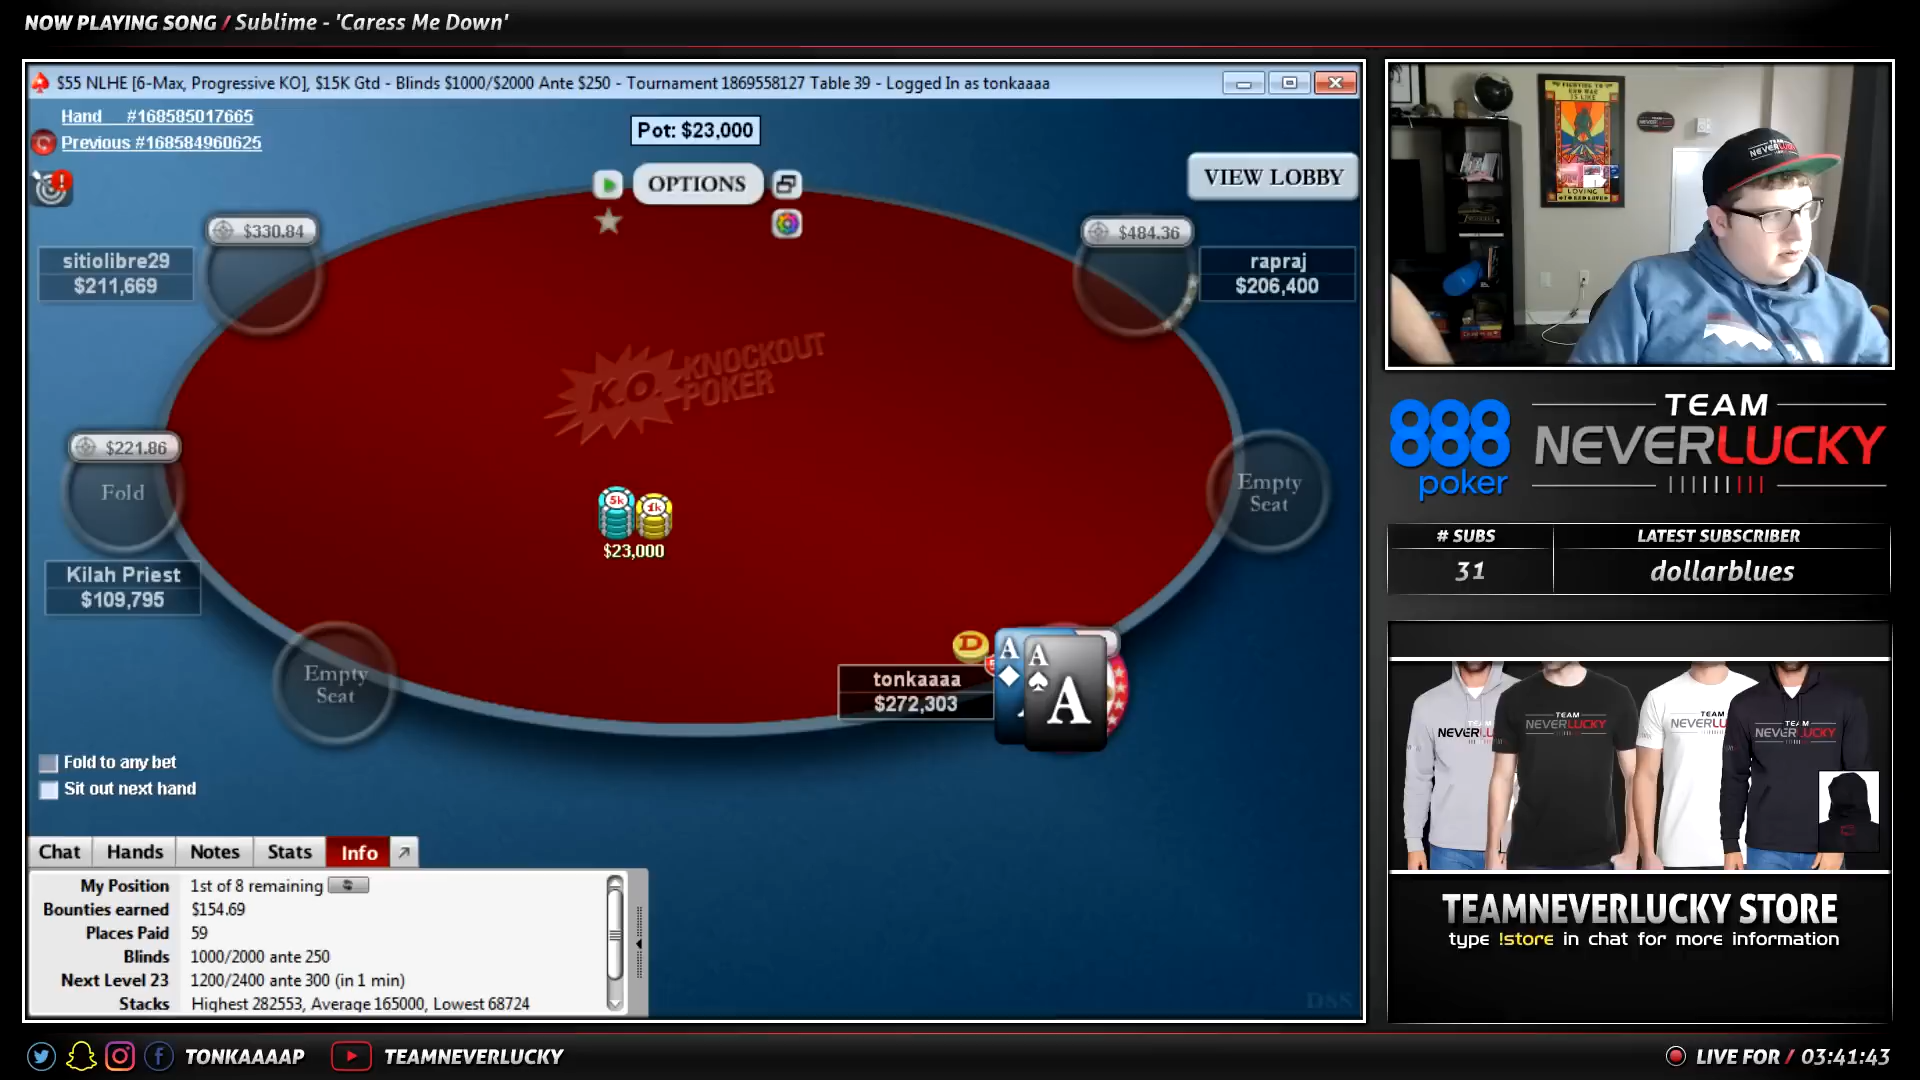 NOW PLAYING SONG / Sublime - 'Caress Me Down'
$55 NLHE [6-Max, Progressive KO], $15K Gtd - Blinds $1000/$2000 Ante $250 - Tournament 1869558127 Table 39 - Logged In as tonkaaaa
Hand #168585017665
Previous #168584960625
Pot: $23,000
OPTIONS
VIEW LOBBY
$330.84
sitiolibre29
$211,669
$484.36
rapraj
$206,400
K.O. KNOCKOUT
POKER
$221.86
Fold
Kilah Priest
$109,795
5k
1k
$23,000
Empty
Seat
Empty
Seat
D
tonkaaaa
$272,303
A
A
A
Fold to any bet
Sit out next hand
Chat
Hands
Notes
Stats
Info
My Position 1st of 8 remaining
Bounties earned $154.69
Places Paid 59
Blinds 1000/2000 ante 250
Next Level 23 1200/2400 ante 300 (in 1 min)
Stacks Highest 282553, Average 165000, Lowest 68724
888
poker
TEAM
NEVERLUCKY
# SUBS
31
LATEST SUBSCRIBER
dollarblues
TEAM
NEVERLUCKY
TEAMNEVERLUCKY STORE
type !store in chat for more information
TONKAAAAP
TEAMNEVERLUCKY
LIVE FOR / 03:41:43